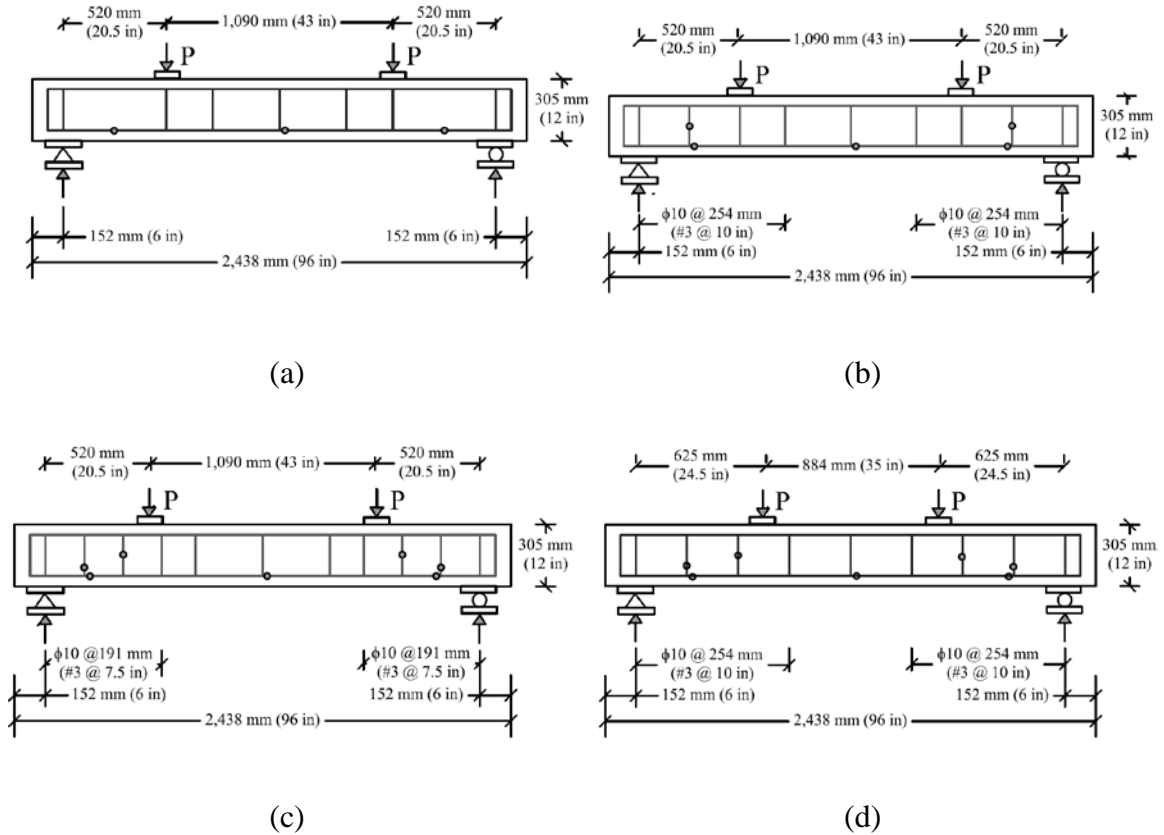 520 mm
(20.5 in)
1,090 mm (43 in)
520 mm
(20.5 in)
P
P
305 mm
(12 in)
152 mm (6 in)
152 mm (6 in)
2,438 mm (96 in)
(a)
520 mm
(20.5 in)
1,090 mm (43 in)
520 mm
(20.5 in)
P
P
305 mm
(12 in)
ϕ10 @ 254 mm
(#3 @ 10 in)
ϕ10 @ 254 mm
(#3 @ 10 in)
152 mm (6 in)
152 mm (6 in)
2,438 mm (96 in)
(b)
520 mm
(20.5 in)
1,090 mm (43 in)
520 mm
(20.5 in)
P
P
305 mm
(12 in)
ϕ10 @191 mm
(#3 @ 7.5 in)
ϕ10 @191 mm
(#3 @ 7.5 in)
152 mm (6 in)
152 mm (6 in)
2,438 mm (96 in)
(c)
625 mm
(24.5 in)
884 mm (35 in)
625 mm
(24.5 in)
P
P
305 mm
(12 in)
ϕ10 @ 254 mm
(#3 @ 10 in)
ϕ10 @ 254 mm
(#3 @ 10 in)
152 mm (6 in)
152 mm (6 in)
2,438 mm (96 in)
(d)